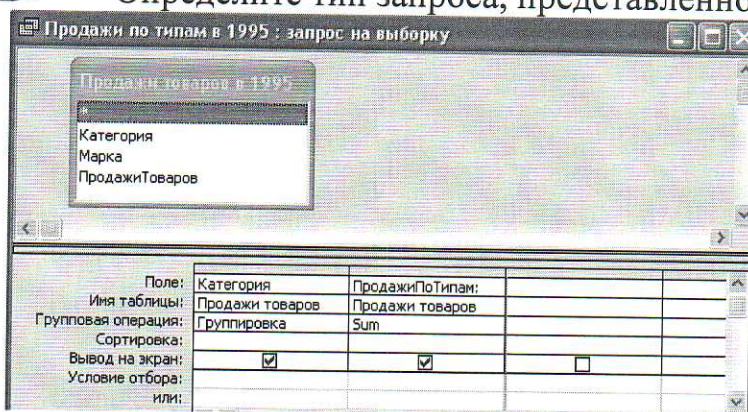 Определите тип запроса, представленно
Продажи по типам в 1995 : запрос на выборку
Продажи товаров в 1995
*
Категория
Марка
ПродажиТоваров
Поле: Категория ПродажиПоТипам:
Имя таблицы: Продажи товаров Продажи товаров
Групповая операция: Группировка Sum
Сортировка:
Вывод на экран:
Условие отбора:
или: